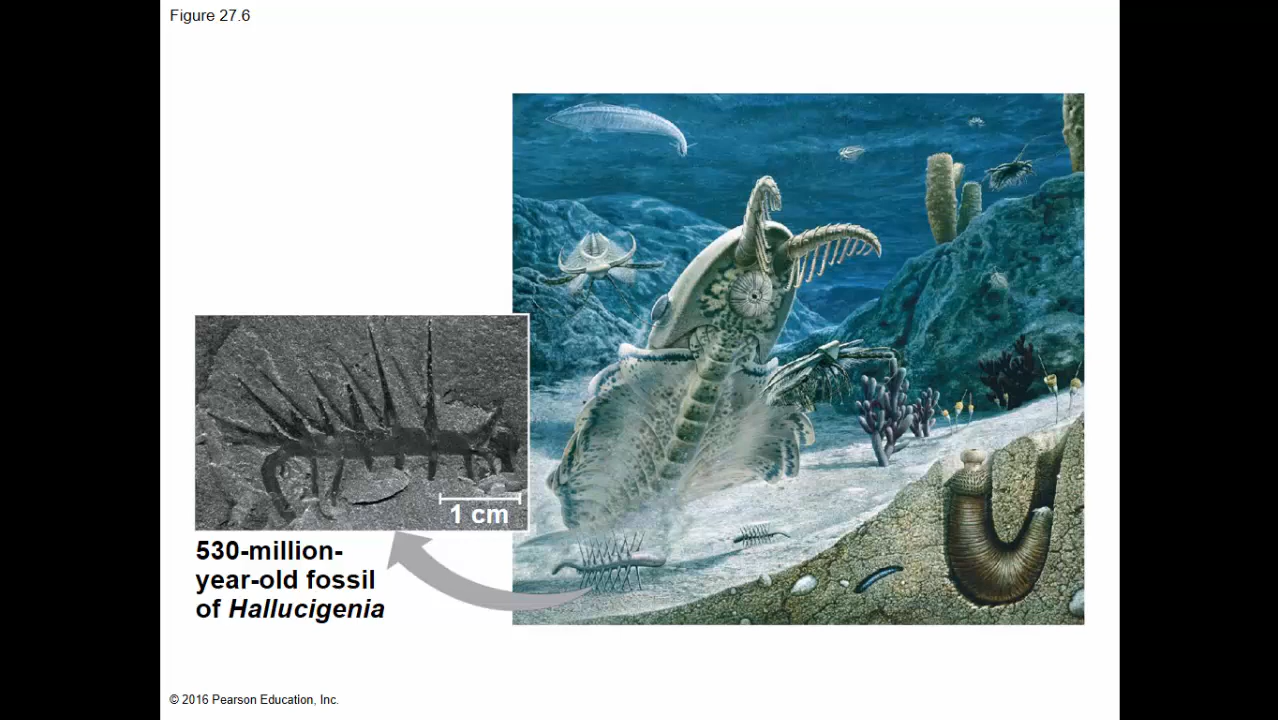 Figure 27.6
1 cm
530-million-
year-old fossil
of Hallucigenia
© 2016 Pearson Education, Inc.